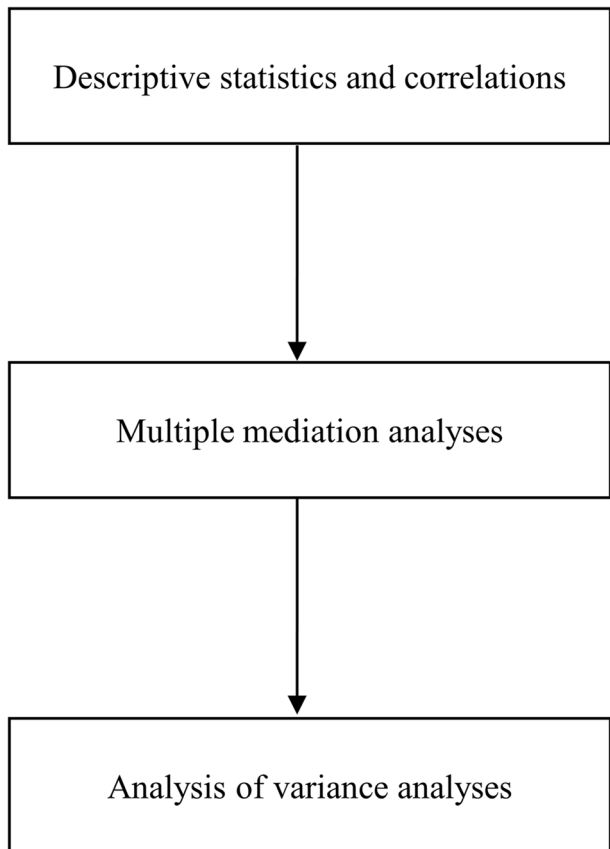 Descriptive statistics and correlations
Multiple mediation analyses
Analysis of variance analyses